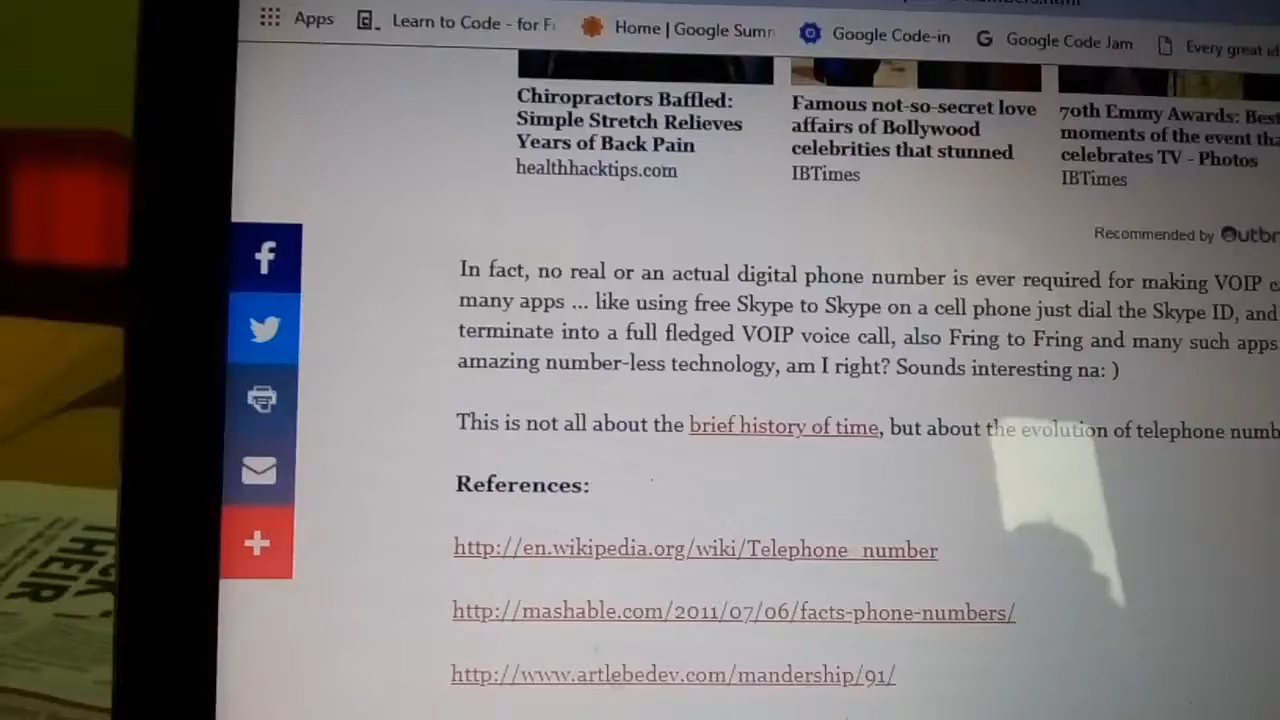 Apps Learn to Code - for F Home | Google Sum Google Code-in Google Code Jam Every great id
Chiropractors Baffled:
Simple Stretch Relieves
Years of Back Pain
healthhacktips.com
Famous not-so-secret love
affairs of Bollywood
celebrities that stunned
IBTimes
70th Emmy Awards: Best
moments of the event tha
celebrates TV - Photos
IBTimes
Recommended by Outbr
In fact, no real or an actual digital phone number is ever required for making VOIP c
many apps ... like using free Skype to Skype on a cell phone just dial the Skype ID, and
terminate into a full fledged VOIP voice call, also Fring to Fring and many such apps
amazing number-less technology, am I right? Sounds interesting na: )
This is not all about the brief history of time, but about the evolution of telephone numb
References:
http://en.wikipedia.org/wiki/Telephone_number
http://mashable.com/2011/07/06/facts-phone-numbers/
http://www.artlebedev.com/mandership/91/
THEIR